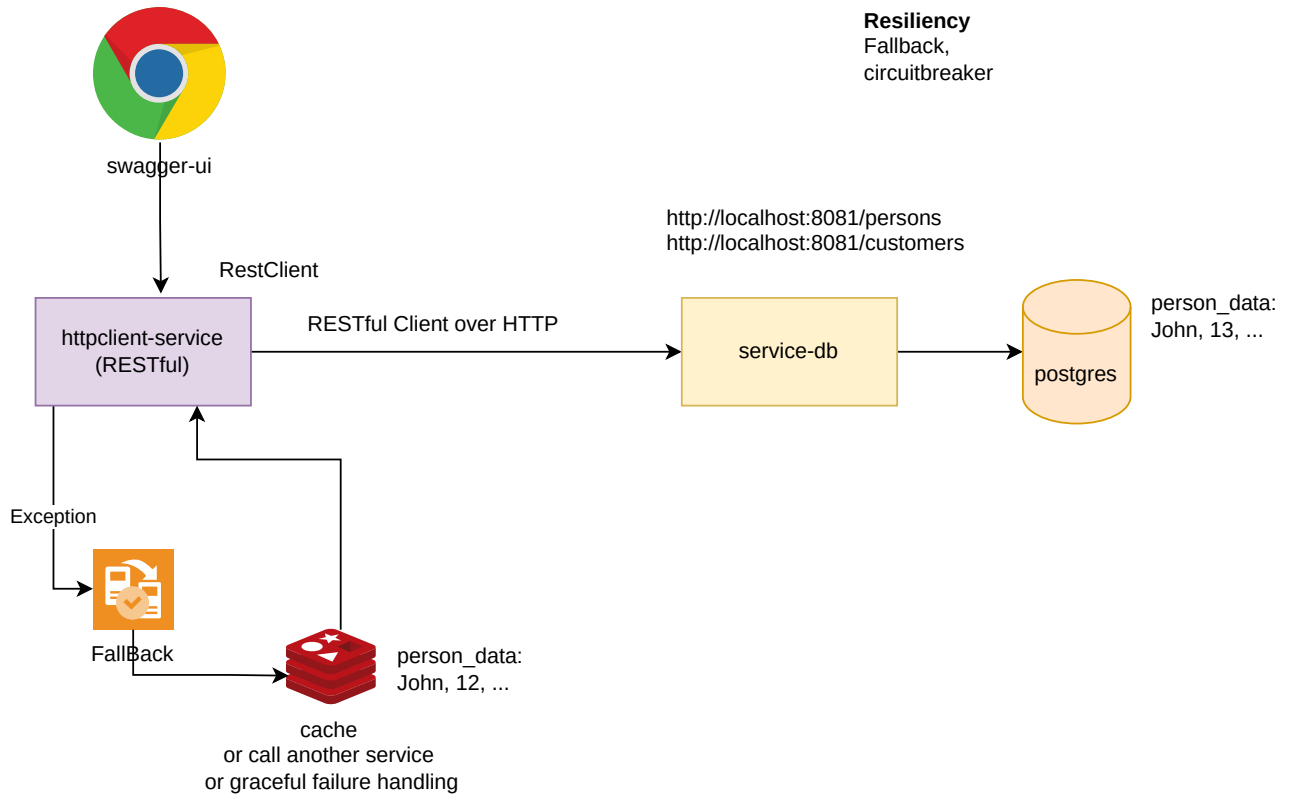 Resiliency
Fallback,
circuitbreaker
swagger-ui
http://localhost:8081/persons
http://localhost:8081/customers
RestClient
RESTful Client over HTTP
httpclient-service
(RESTful)
service-db
postgres
person_data:
John, 13, ...
Exception
FallBack
person_data:
John, 12, ...
cache
or call another service
or graceful failure handling